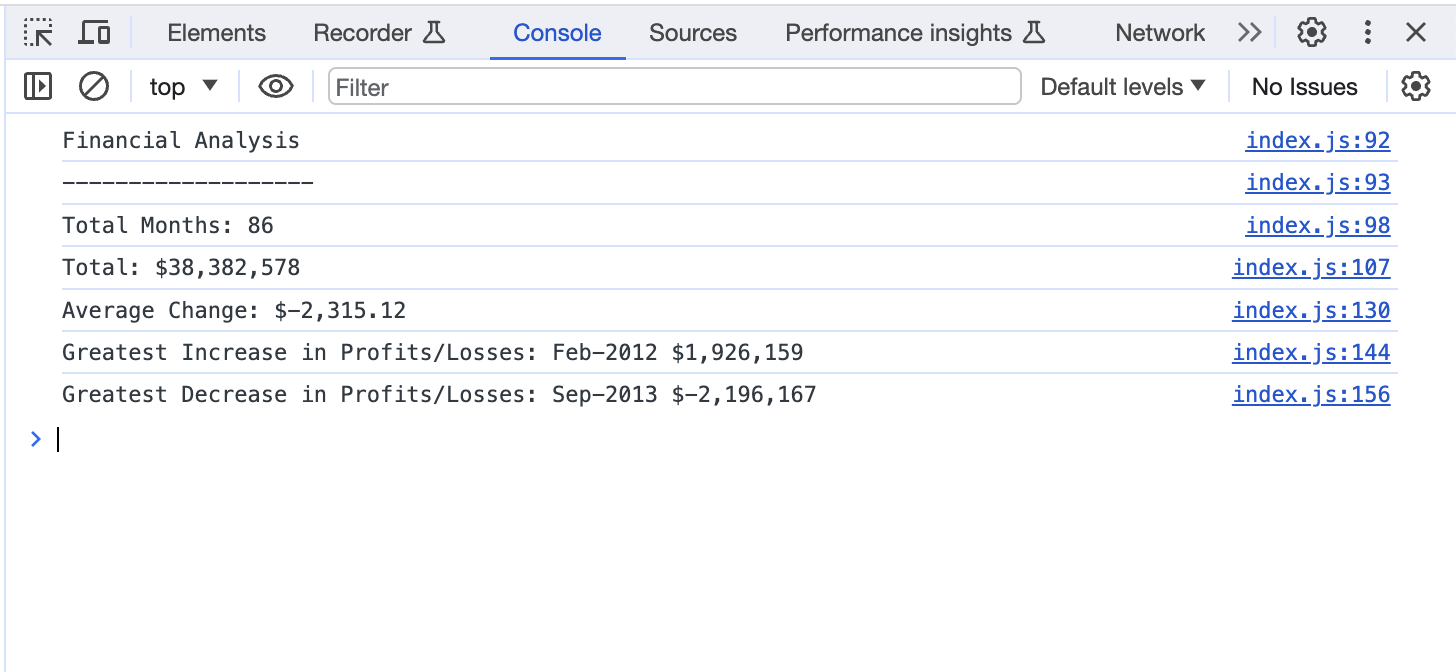 Elements Recorder Console Sources Performance insights Network
top Filter Default levels No Issues
Financial Analysis index.js:92
------------------- index.js:93
Total Months: 86 index.js:98
Total: $38,382,578 index.js:107
Average Change: $-2,315.12 index.js:130
Greatest Increase in Profits/Losses: Feb-2012 $1,926,159 index.js:144
Greatest Decrease in Profits/Losses: Sep-2013 $-2,196,167 index.js:156